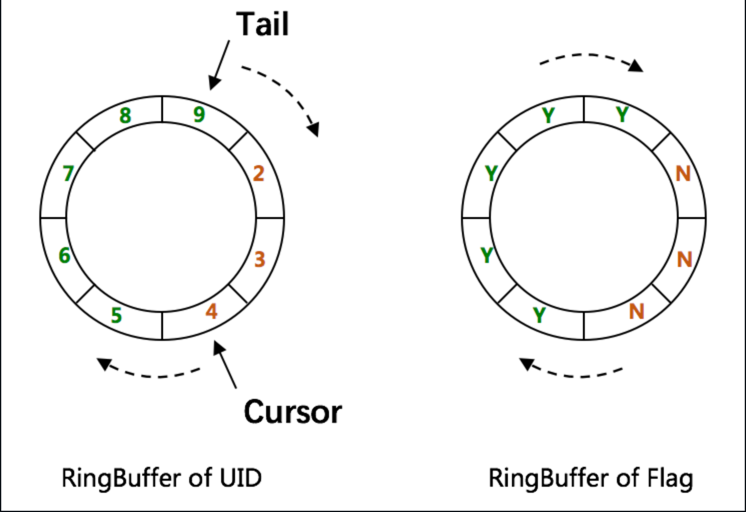 Tail
8 9
7 2
6 3
5 4
Cursor
RingBuffer of UID
Y Y
Y N
Y N
Y N
RingBuffer of Flag